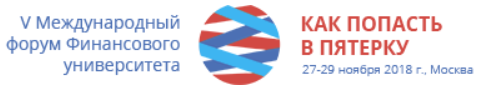 V Международный
форум Финансового
университета
КАК ПОПАСТЬ
В ПЯТЕРКУ
27-29 ноября 2018 г., Москва